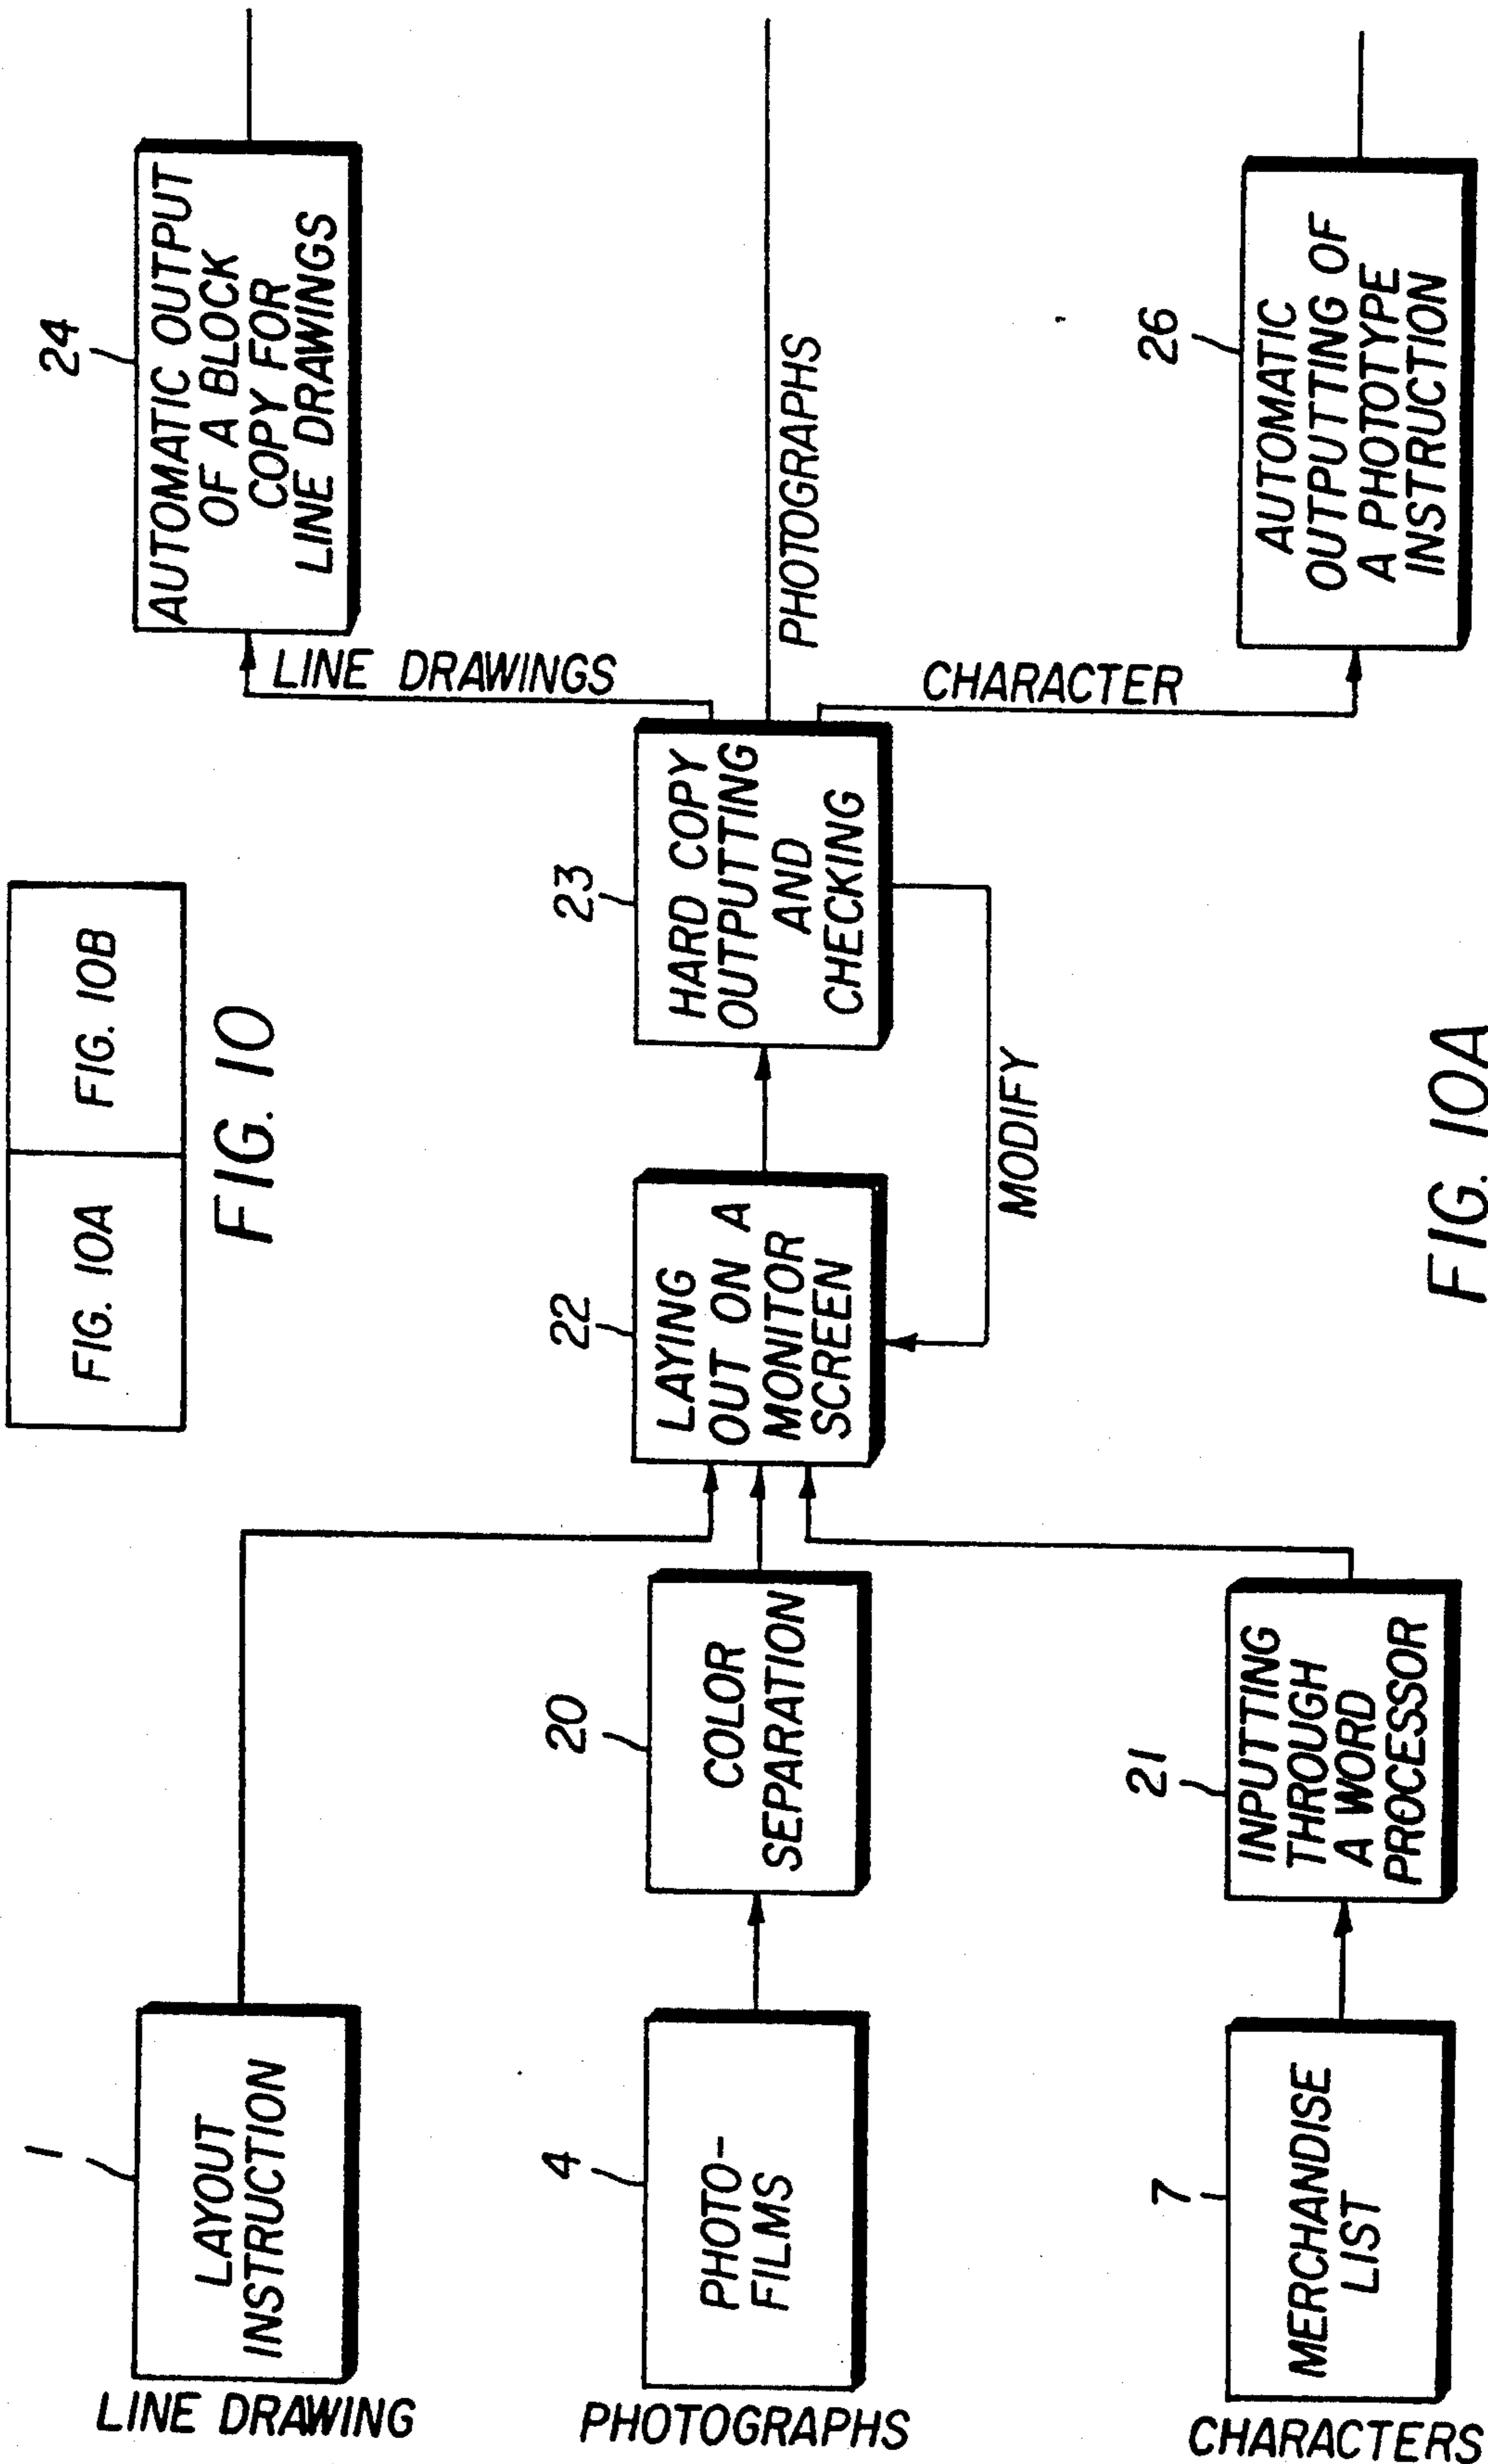 FIG. 10A
FIG. 10B
FIG. 10
LINE DRAWING
1
LAYOUT
INSTRUCTION
LINE DRAWINGS
24
AUTOMATIC OUTPUT
OF A BLOCK
COPY FOR
LINE DRAWINGS
PHOTOGRAPHS
4
PHOTO-
FILMS
20
COLOR
SEPARATION
22
LAYING
OUT ON A
MONITOR
SCREEN
23
HARD COPY
OUTPUTTING
AND
CHECKING
MODIFY
PHOTOGRAPHS
CHARACTERS
7
MERCHANDISE
LIST
21
INPUTTING
THROUGH
A WORD
PROCESSOR
CHARACTER
26
AUTOMATIC
OUTPUTTING OF
A PHOTOTYPE
INSTRUCTION
FIG. 10A